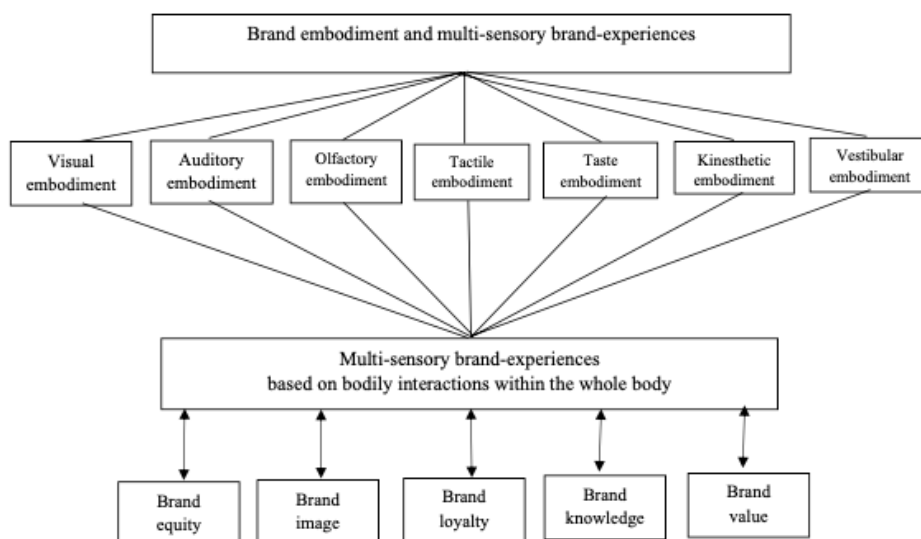 Brand embodiment and multi-sensory brand-experiences
Visual
embodiment
Auditory
embodiment
Olfactory
embodiment
Tactile
embodiment
Taste
embodiment
Kinesthetic
embodiment
Vestibular
embodiment
Multi-sensory brand-experiences
based on bodily interactions within the whole body
Brand
equity
Brand
image
Brand
loyalty
Brand
knowledge
Brand
value